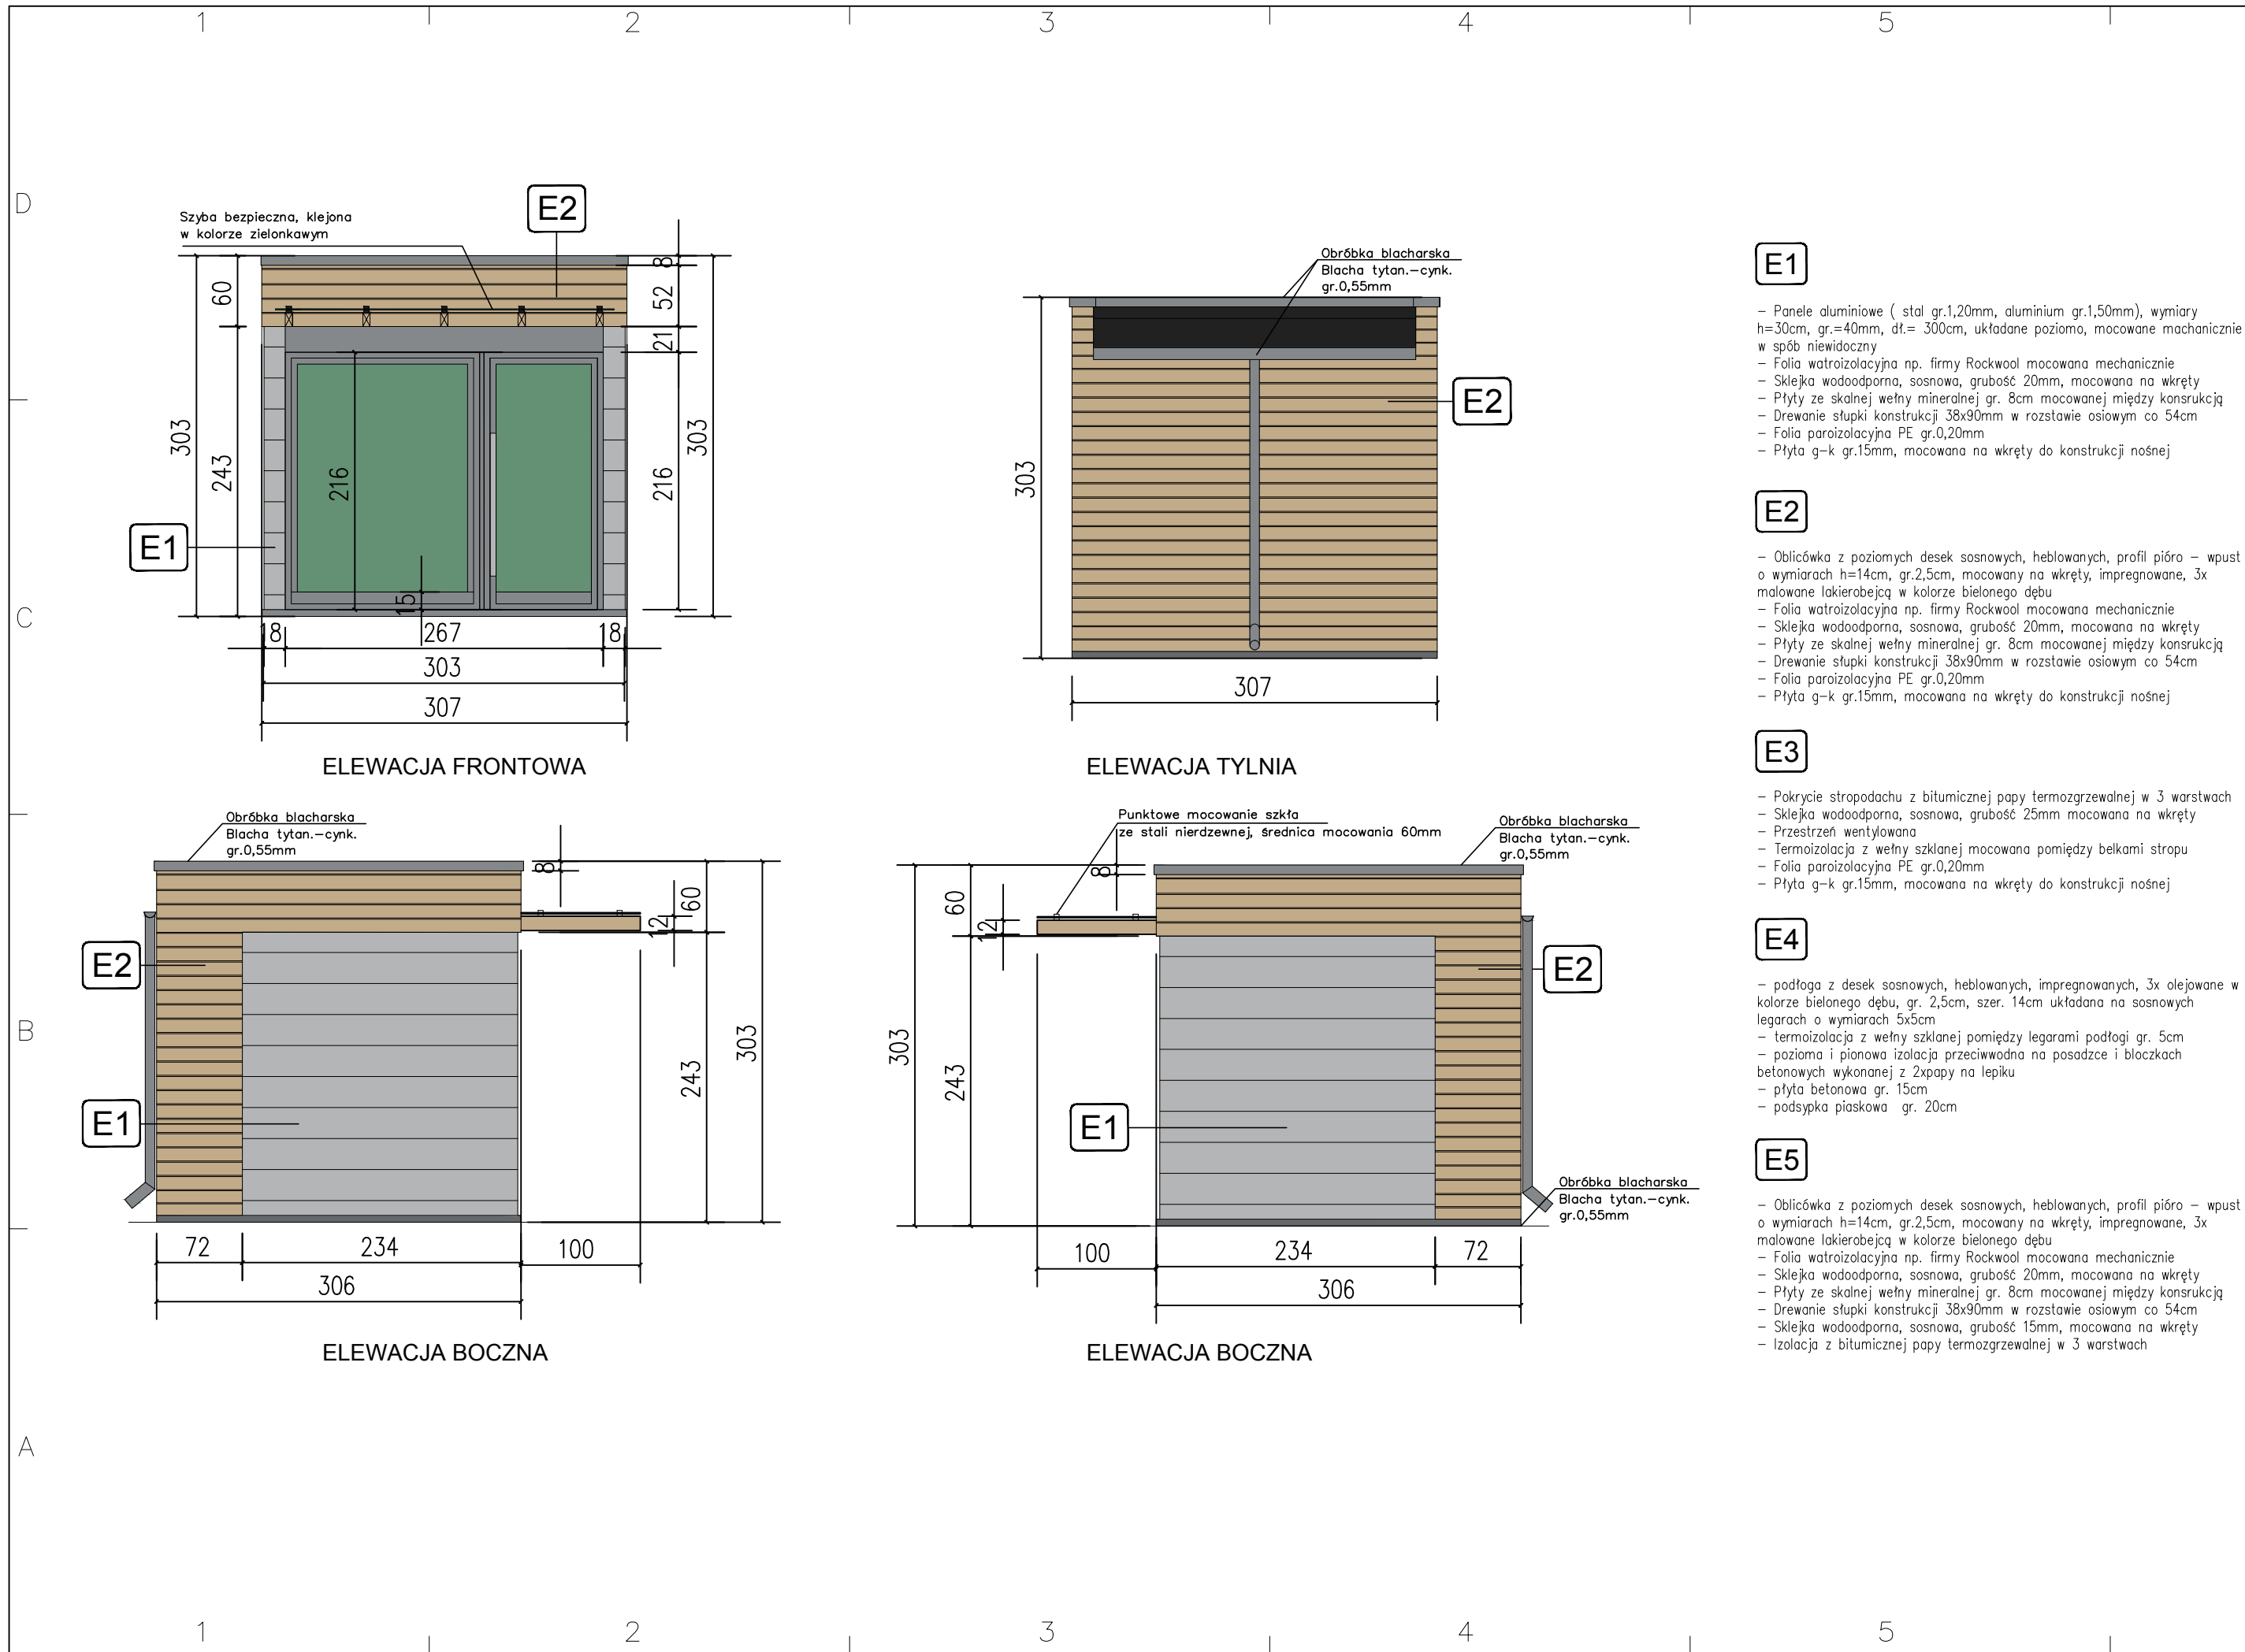 1 2 3 4 5
D
C
B
A
Szyba bezpieczna, klejona
w kolorze zielonkawym
E2
E1
60
303
243
216
15
8
52
21
303
216
18 267 18
303
307
ELEWACJA FRONTOWA
Obróbka blacharska
Blacha tytan.-cynk.
gr.0,55mm
E2
303
307
ELEWACJA TYLNIA
Obróbka blacharska
Blacha tytan.-cynk.
gr.0,55mm
E2
E1
8
60
12
303
243
72 234 100
306
ELEWACJA BOCZNA
Punktowe mocowanie szkła
ze stali nierdzewnej, średnica mocowania 60mm
Obróbka blacharska
Blacha tytan.-cynk.
gr.0,55mm
8
60
12
303
243
E2
E1
Obróbka blacharska
Blacha tytan.-cynk.
gr.0,55mm
100 234 72
306
ELEWACJA BOCZNA
E1
- Panele aluminiowe ( stal gr.1,20mm, aluminium gr.1,50mm), wymiary
h=30cm, gr.=40mm, dł.= 300cm, układane poziomo, mocowane machanicznie
w spób niewidoczny
- Folia watroizolacyjna np. firmy Rockwool mocowana mechanicznie
- Sklejka wodoodporna, sosnowa, grubość 20mm, mocowana na wkręty
- Płyty ze skalnej wełny mineralnej gr. 8cm mocowanej między konsrukcją
- Drewanie słupki konstrukcji 38x90mm w rozstawie osiowym co 54cm
- Folia paroizolacyjna PE gr.0,20mm
- Płyta g-k gr.15mm, mocowana na wkręty do konstrukcji nośnej
E2
- Oblicówka z poziomych desek sosnowych, heblowanych, profil pióro - wpust
o wymiarach h=14cm, gr.2,5cm, mocowany na wkręty, impregnowane, 3x
malowane lakierobejcą w kolorze bielonego dębu
- Folia watroizolacyjna np. firmy Rockwool mocowana mechanicznie
- Sklejka wodoodporna, sosnowa, grubość 20mm, mocowana na wkręty
- Płyty ze skalnej wełny mineralnej gr. 8cm mocowanej między konsrukcją
- Drewanie słupki konstrukcji 38x90mm w rozstawie osiowym co 54cm
- Folia paroizolacyjna PE gr.0,20mm
- Płyta g-k gr.15mm, mocowana na wkręty do konstrukcji nośnej
E3
- Pokrycie stropodachu z bitumicznej papy termozgrzewalnej w 3 warstwach
- Sklejka wodoodporna, sosnowa, grubość 25mm mocowana na wkręty
- Przestrzeń wentylowana
- Termoizolacja z wełny szklanej mocowana pomiędzy belkami stropu
- Folia paroizolacyjna PE gr.0,20mm
- Płyta g-k gr.15mm, mocowana na wkręty do konstrukcji nośnej
E4
- podłoga z desek sosnowych, heblowanych, impregnowanych, 3x olejowane w
kolorze bielonego dębu, gr. 2,5cm, szer. 14cm układana na sosnowych
legarach o wymiarach 5x5cm
- termoizolacja z wełny szklanej pomiędzy legarami podłogi gr. 5cm
- pozioma i pionowa izolacja przeciwwodna na posadzce i bloczkach
betonowych wykonanej z 2xpapy na lepiku
- płyta betonowa gr. 15cm
- podsypka piaskowa gr. 20cm
E5
- Oblicówka z poziomych desek sosnowych, heblowanych, profil pióro - wpust
o wymiarach h=14cm, gr.2,5cm, mocowany na wkręty, impregnowane, 3x
malowane lakierobejcą w kolorze bielonego dębu
- Folia watroizolacyjna np. firmy Rockwool mocowana mechanicznie
- Sklejka wodoodporna, sosnowa, grubość 20mm, mocowana na wkręty
- Płyty ze skalnej wełny mineralnej gr. 8cm mocowanej między konsrukcją
- Drewanie słupki konstrukcji 38x90mm w rozstawie osiowym co 54cm
- Sklejka wodoodporna, sosnowa, grubość 15mm, mocowana na wkręty
- Izolacja z bitumicznej papy termozgrzewalnej w 3 warstwach
1 2 3 4 5